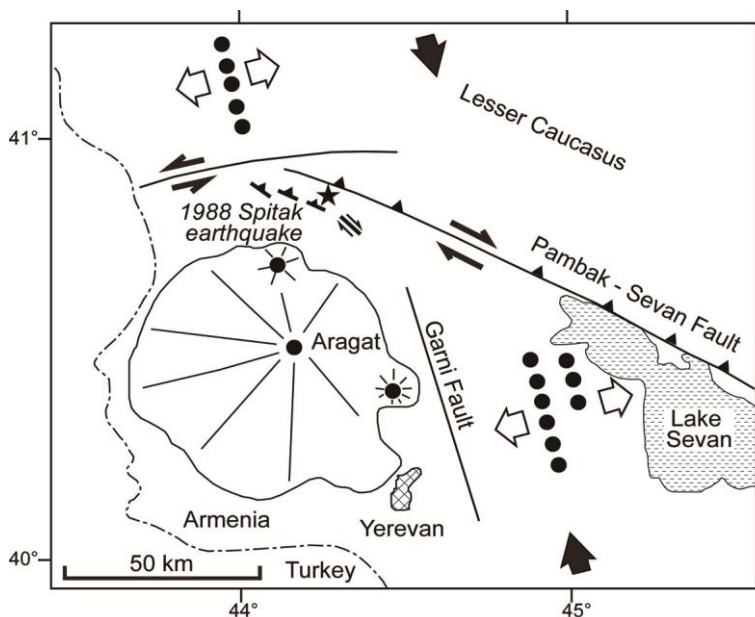 Lesser Caucasus
41°
1988 Spitak
earthquake
Pambak - Sevan Fault
Aragat
Garni Fault
Lake
Sevan
Armenia
Yerevan
40°
50 km
Turkey
44°
45°